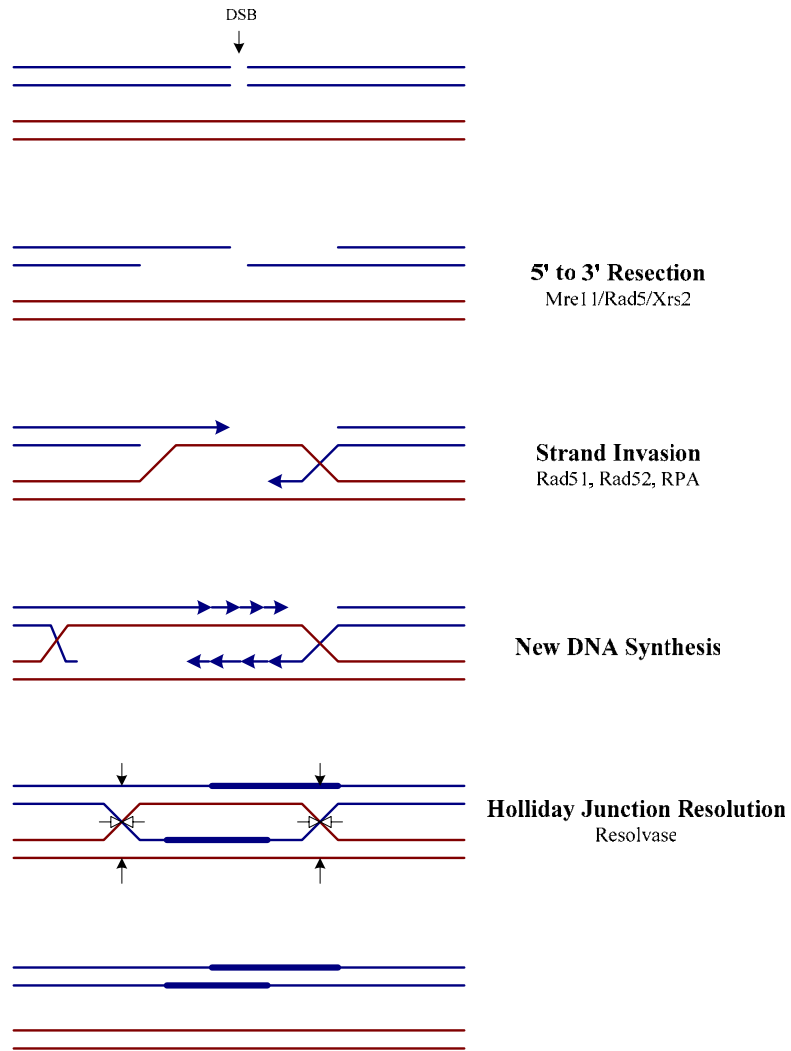 DSB
5' to 3' Resection
Mre11/Rad5/Xrs2
Strand Invasion
Rad51, Rad52, RPA
New DNA Synthesis
Holliday Junction Resolution
Resolvase